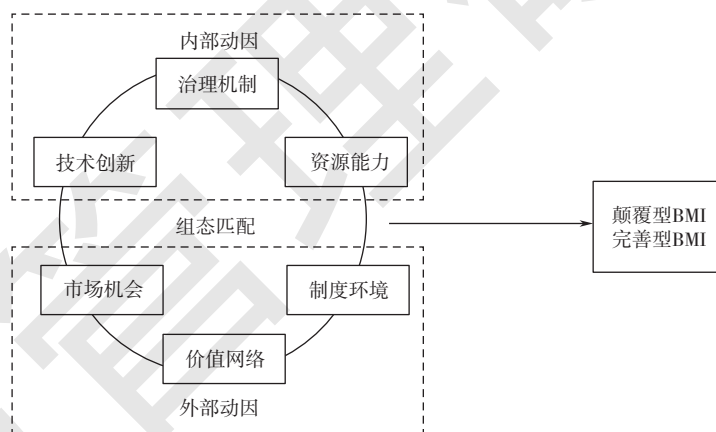 内部动因
治理机制
技术创新
资源能力
组态匹配
颠覆型BMI
完善型BMI
市场机会
制度环境
价值网络
外部动因
管理